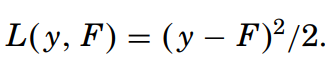 L(y, F) = (y − F)²/2.